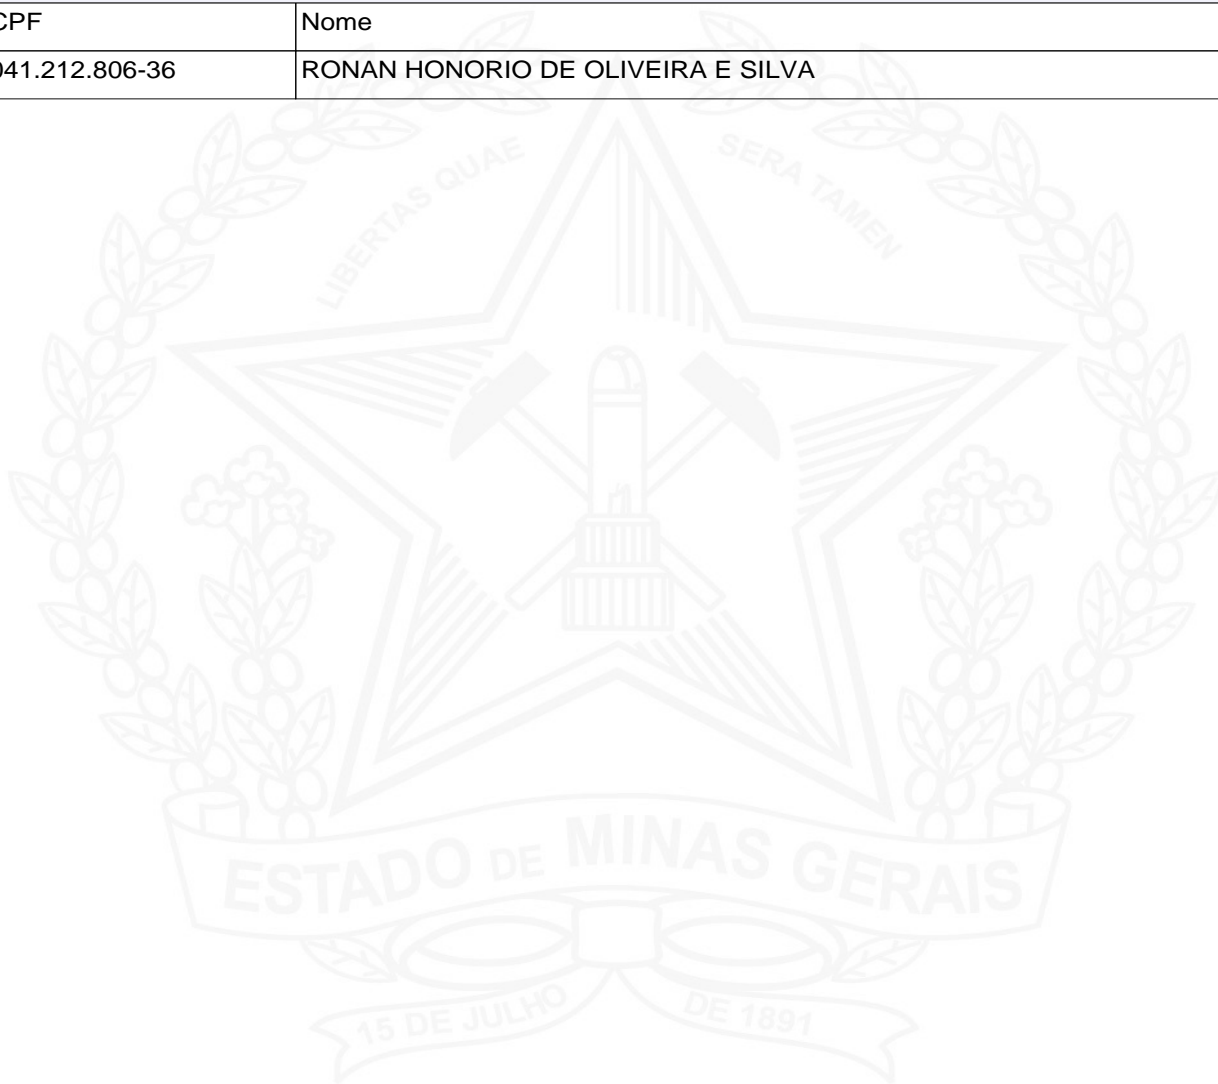 CPF Nome
041.212.806-36 RONAN HONORIO DE OLIVEIRA E SILVA
LIBERTAS QUAE SERA TAMEN
ESTADO DE MINAS GERAIS
15 DE JULHO DE 1891